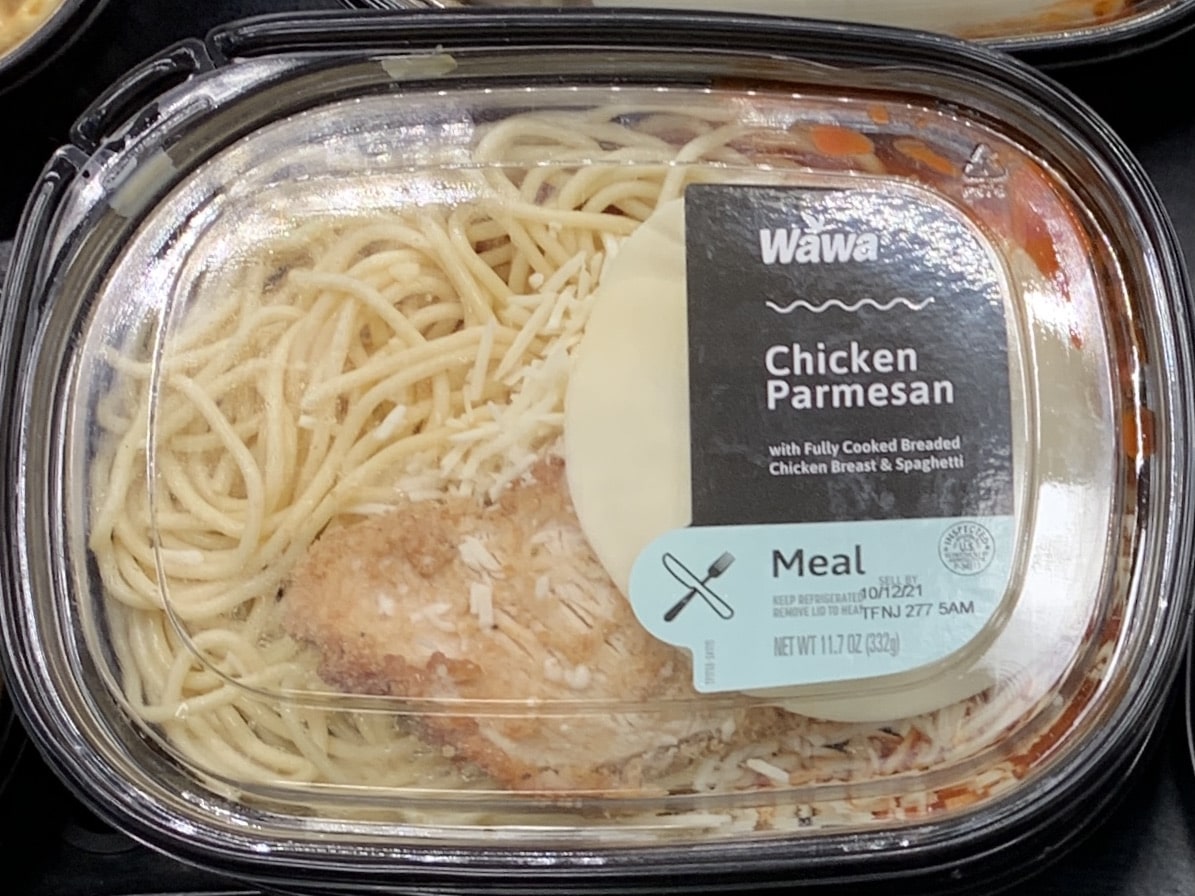 Wawa
Chicken
Parmesan
with Fully Cooked Breaded
Chicken Breast & Spaghetti
Meal
INSPECTED
U.S.
SELL BY
KEEP REFRIGERATED 10/12/21
REMOVE LID TO HEAT TFNJ 277 5AM
NET WT 11.7 OZ (332g)